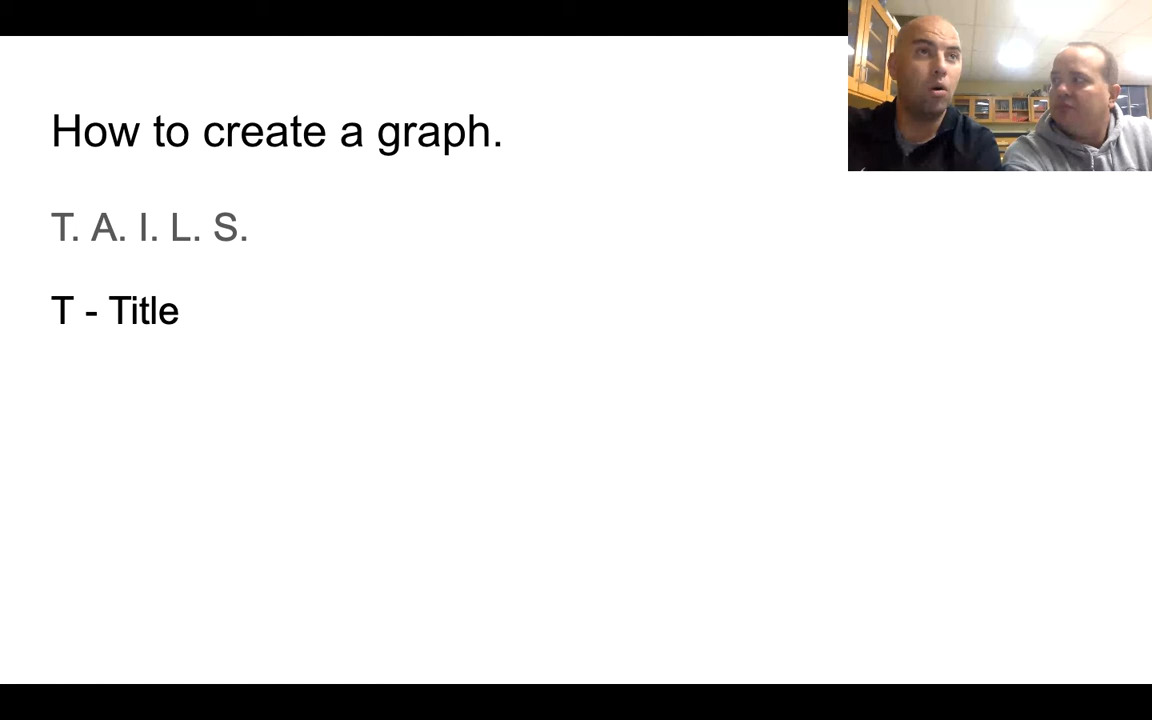 How to create a graph.
T. A. I. L. S.
T - Title